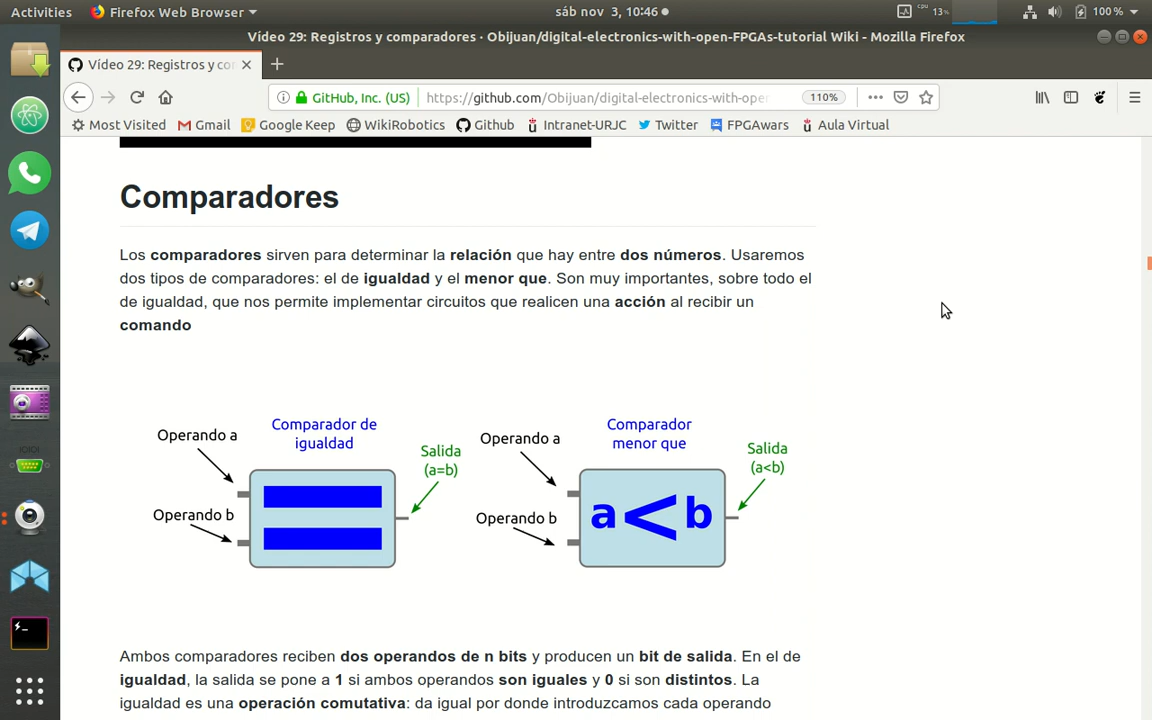 Activities
Firefox Web Browser
sáb nov 3, 10:46
cpu 13%
100 %
Vídeo 29: Registros y comparadores · Obijuan/digital-electronics-with-open-FPGAs-tutorial Wiki - Mozilla Firefox
Vídeo 29: Registros y co
GitHub, Inc. (US)
https://github.com/Obijuan/digital-electronics-with-ope
110%
Most Visited
Gmail
Google Keep
WikiRobotics
Github
Intranet-URJC
Twitter
FPGAwars
Aula Virtual
Comparadores
Los comparadores sirven para determinar la relación que hay entre dos números. Usaremos
dos tipos de comparadores: el de igualdad y el menor que. Son muy importantes, sobre todo el
de igualdad, que nos permite implementar circuitos que realicen una acción al recibir un
comando
Operando a
Comparador de
igualdad
Salida
(a=b)
Operando b
Operando a
Comparador
menor que
Salida
(a<b)
Operando b
a<b
Ambos comparadores reciben dos operandos de n bits y producen un bit de salida. En el de
igualdad, la salida se pone a 1 si ambos operandos son iguales y 0 si son distintos. La
igualdad es una operación comutativa: da igual por donde introduzcamos cada operando